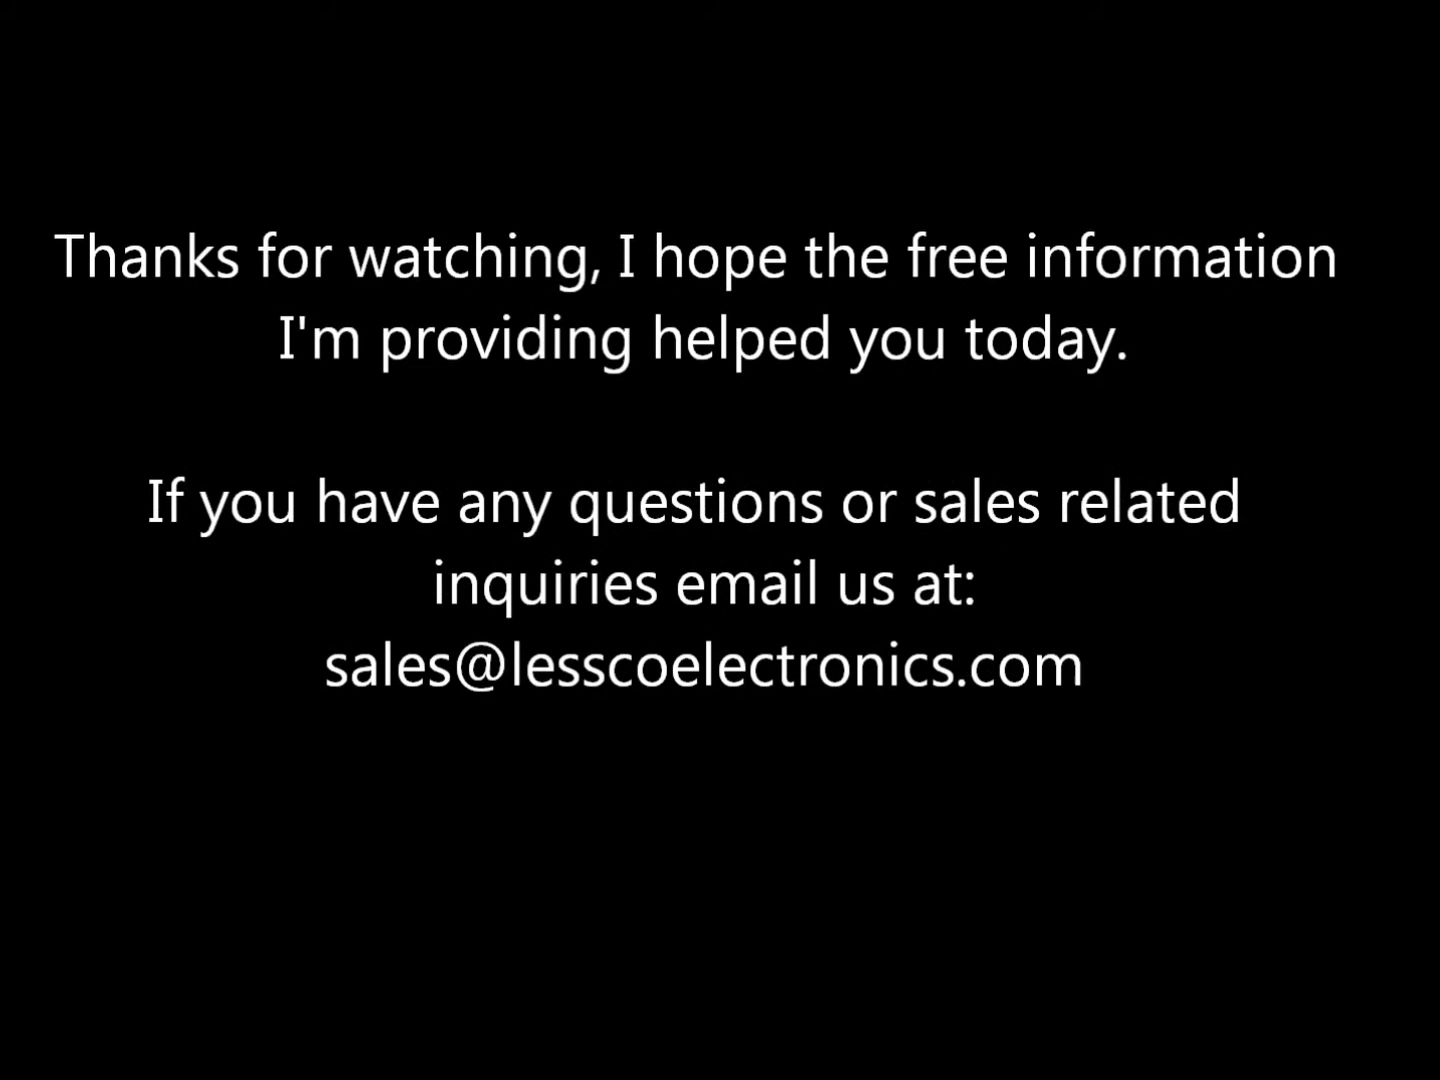 Thanks for watching, I hope the free information
I'm providing helped you today.
If you have any questions or sales related
inquiries email us at:
sales@lesscoelectronics.com